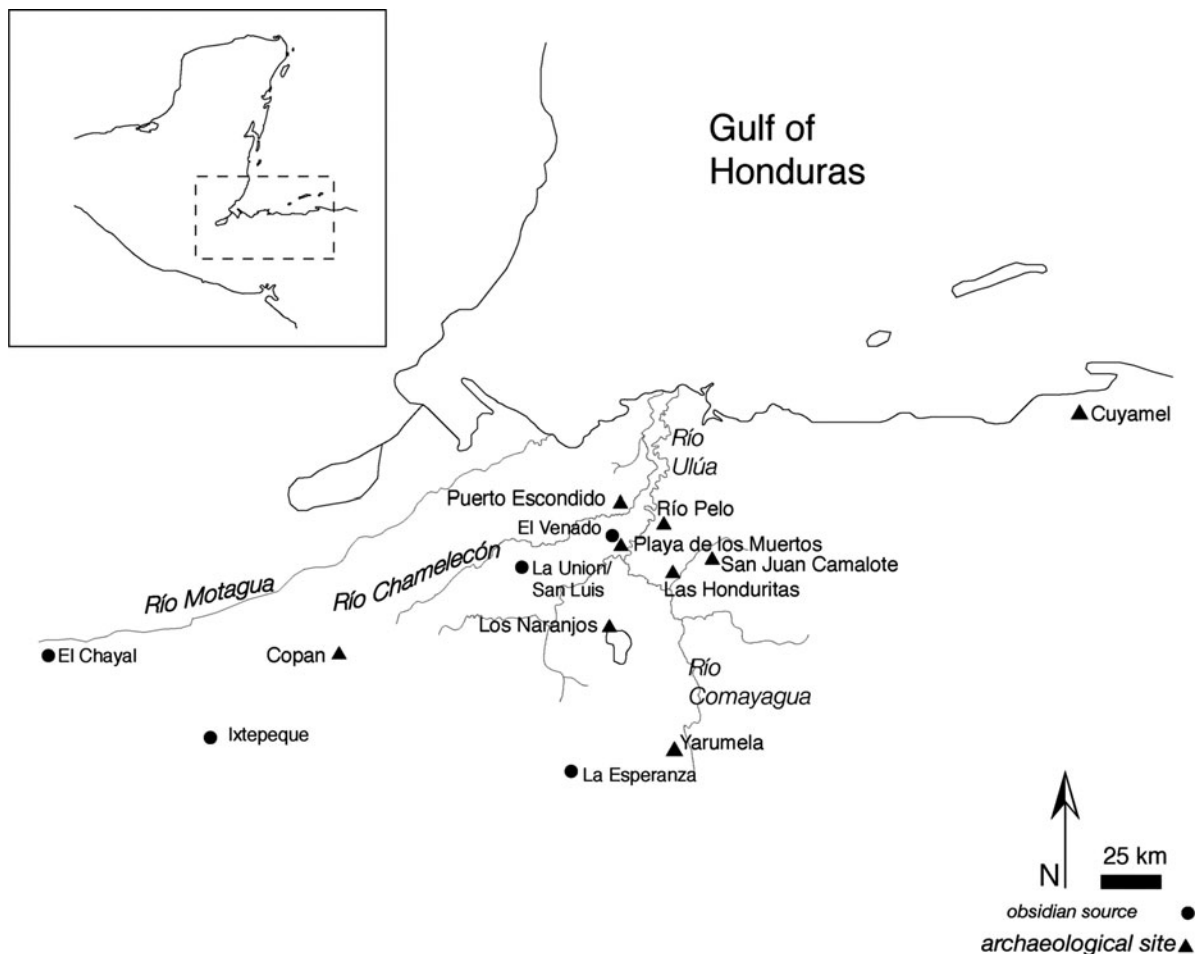 Gulf of
Honduras
Cuyamel
Río
Ulúa
Puerto Escondido
Río Pelo
El Venado
Playa de los Muertos
San Juan Camalote
La Union/
San Luis
Las Honduritas
Río Chamelecón
Río Motagua
Los Naranjos
El Chayal
Copan
Río
Comayagua
Ixtepeque
Yarumela
La Esperanza
N
25 km
obsidian source
archaeological site